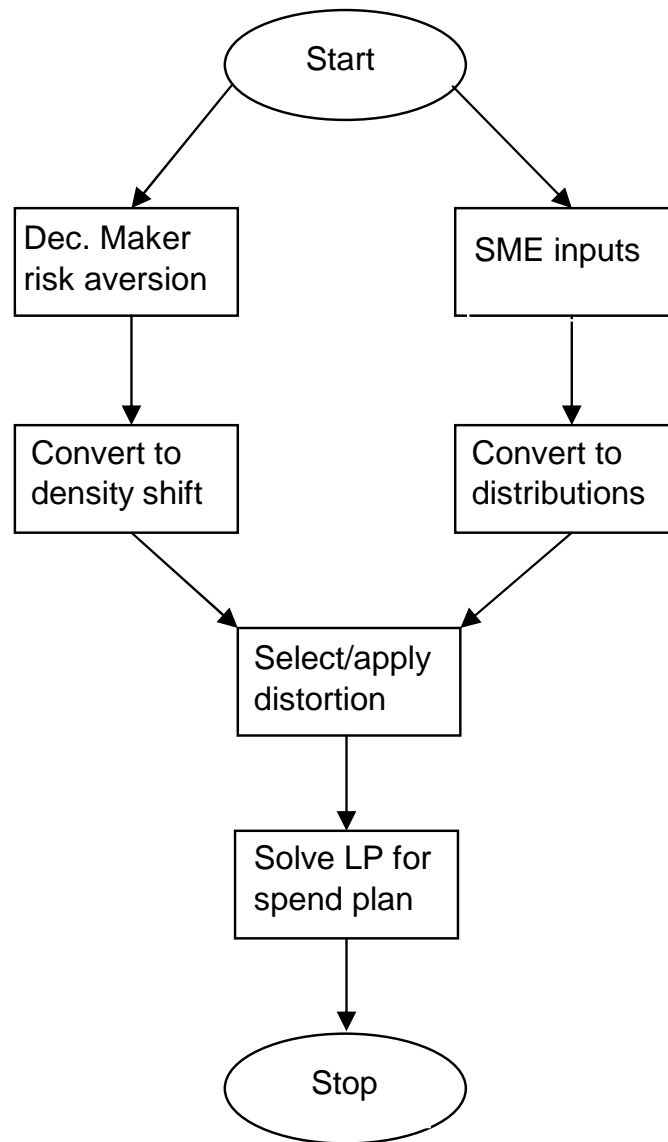 Start
Dec. Maker
risk aversion
SME inputs
Convert to
density shift
Convert to
distributions
Select/apply
distortion
Solve LP for
spend plan
Stop